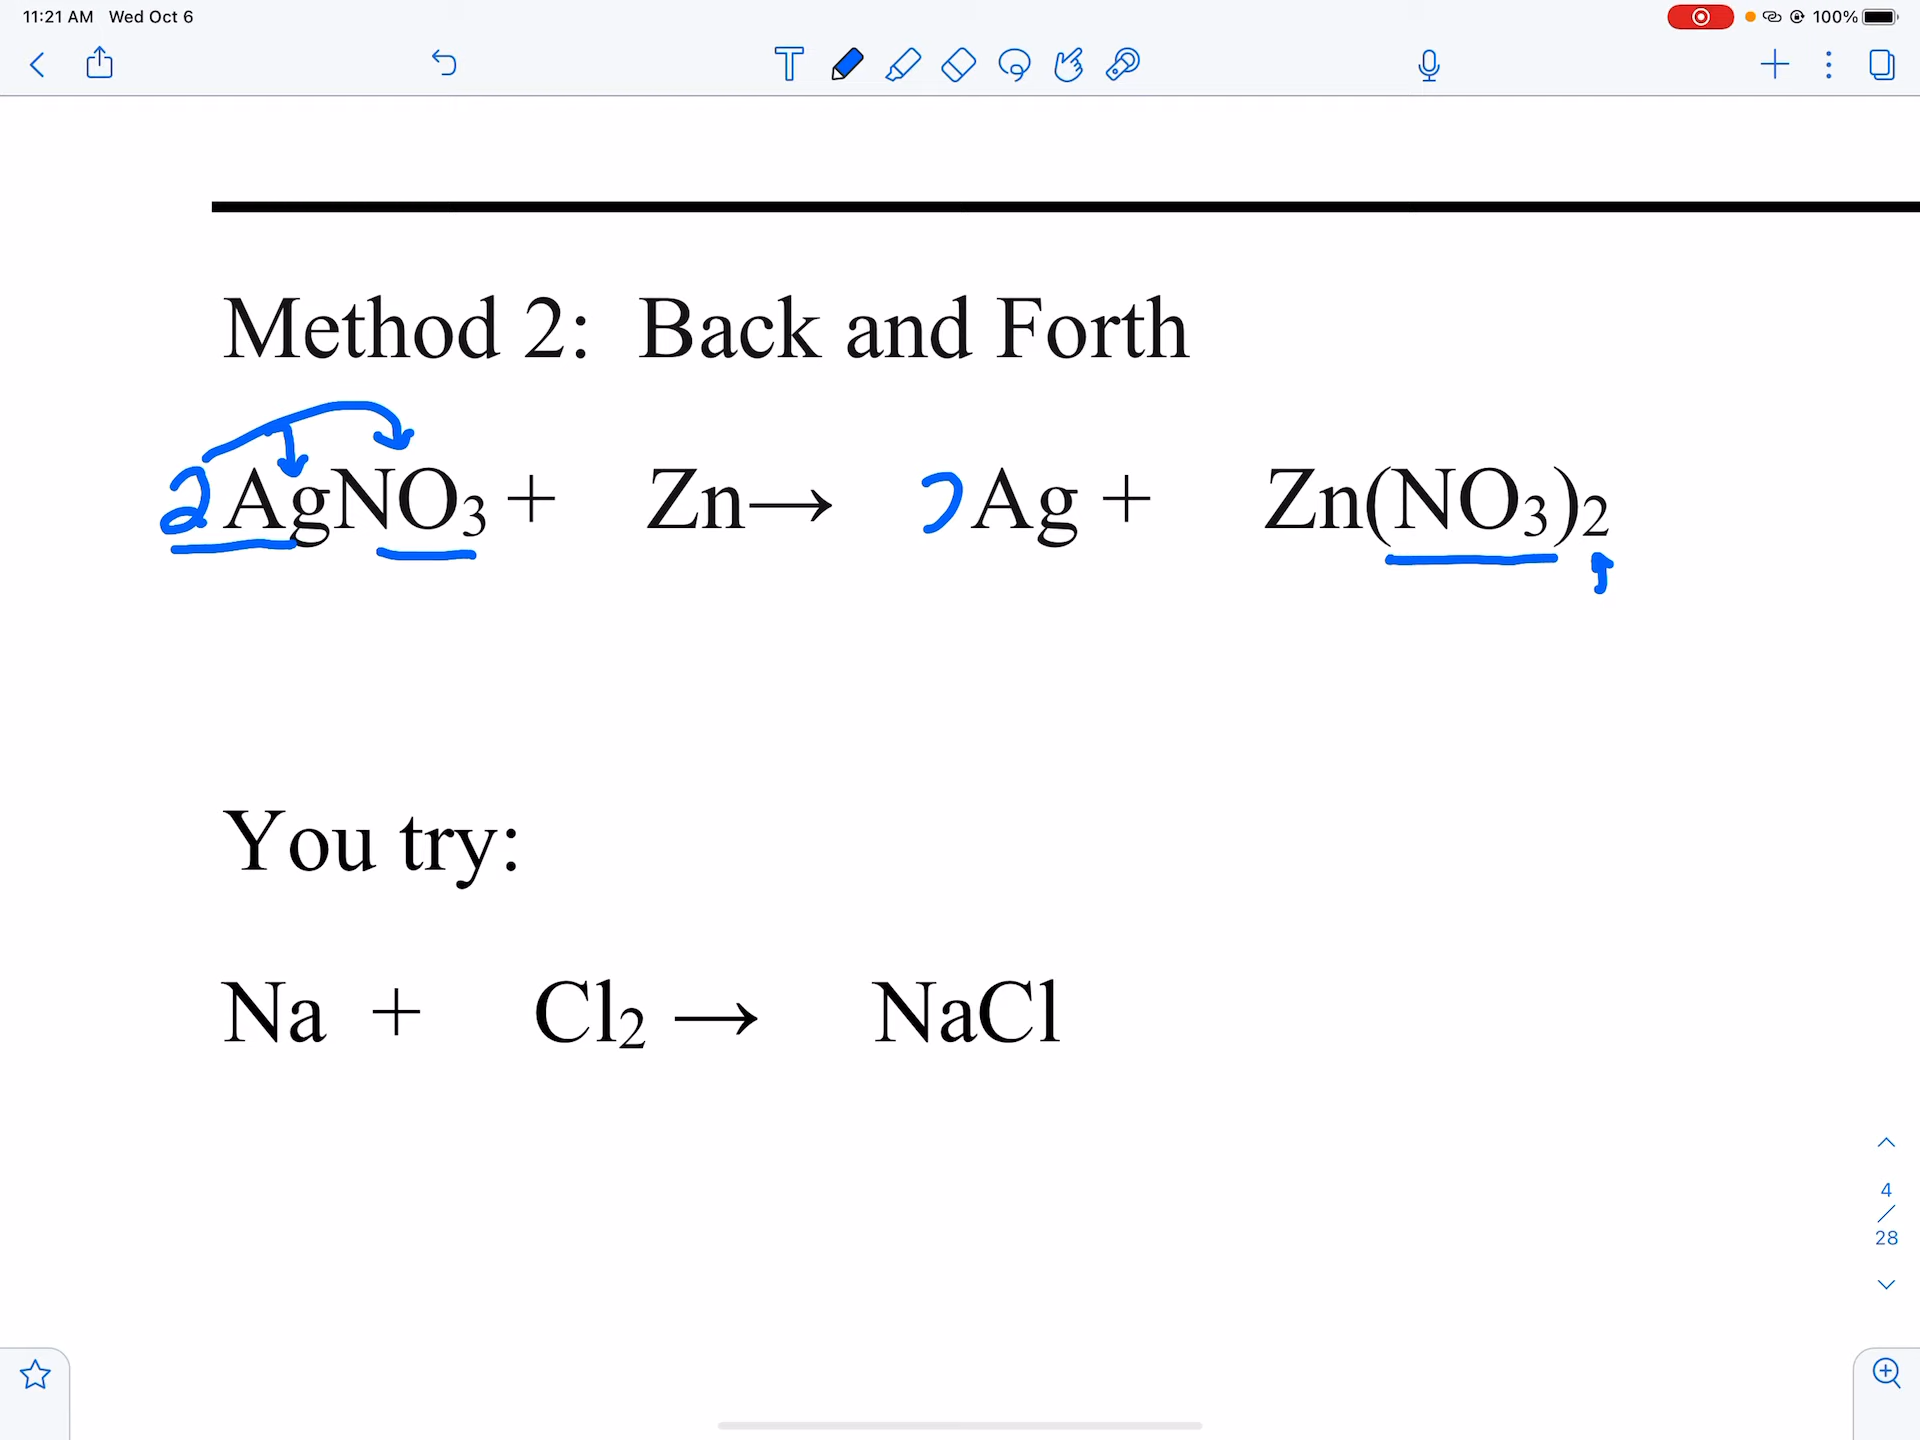 11:21 AM Wed Oct 6
100%
Method 2: Back and Forth
2 AgNO₃ + Zn → Ag + Zn(NO₃)₂
You try:
Na + Cl₂ → NaCl
4
/
28